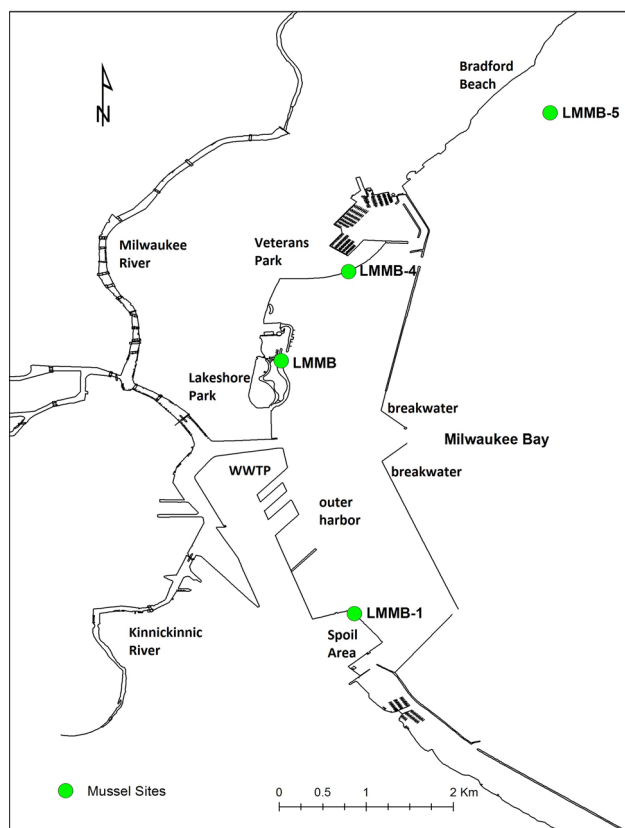 Bradford
Beach
LMMB-5
N
Milwaukee
River
Veterans
Park
LMMB-4
LMMB
Lakeshore
Park
breakwater
Milwaukee Bay
breakwater
WWTP
outer
harbor
LMMB-1
Kinnickinnic
River
Spoil
Area
Mussel Sites
0 0.5 1 2 Km